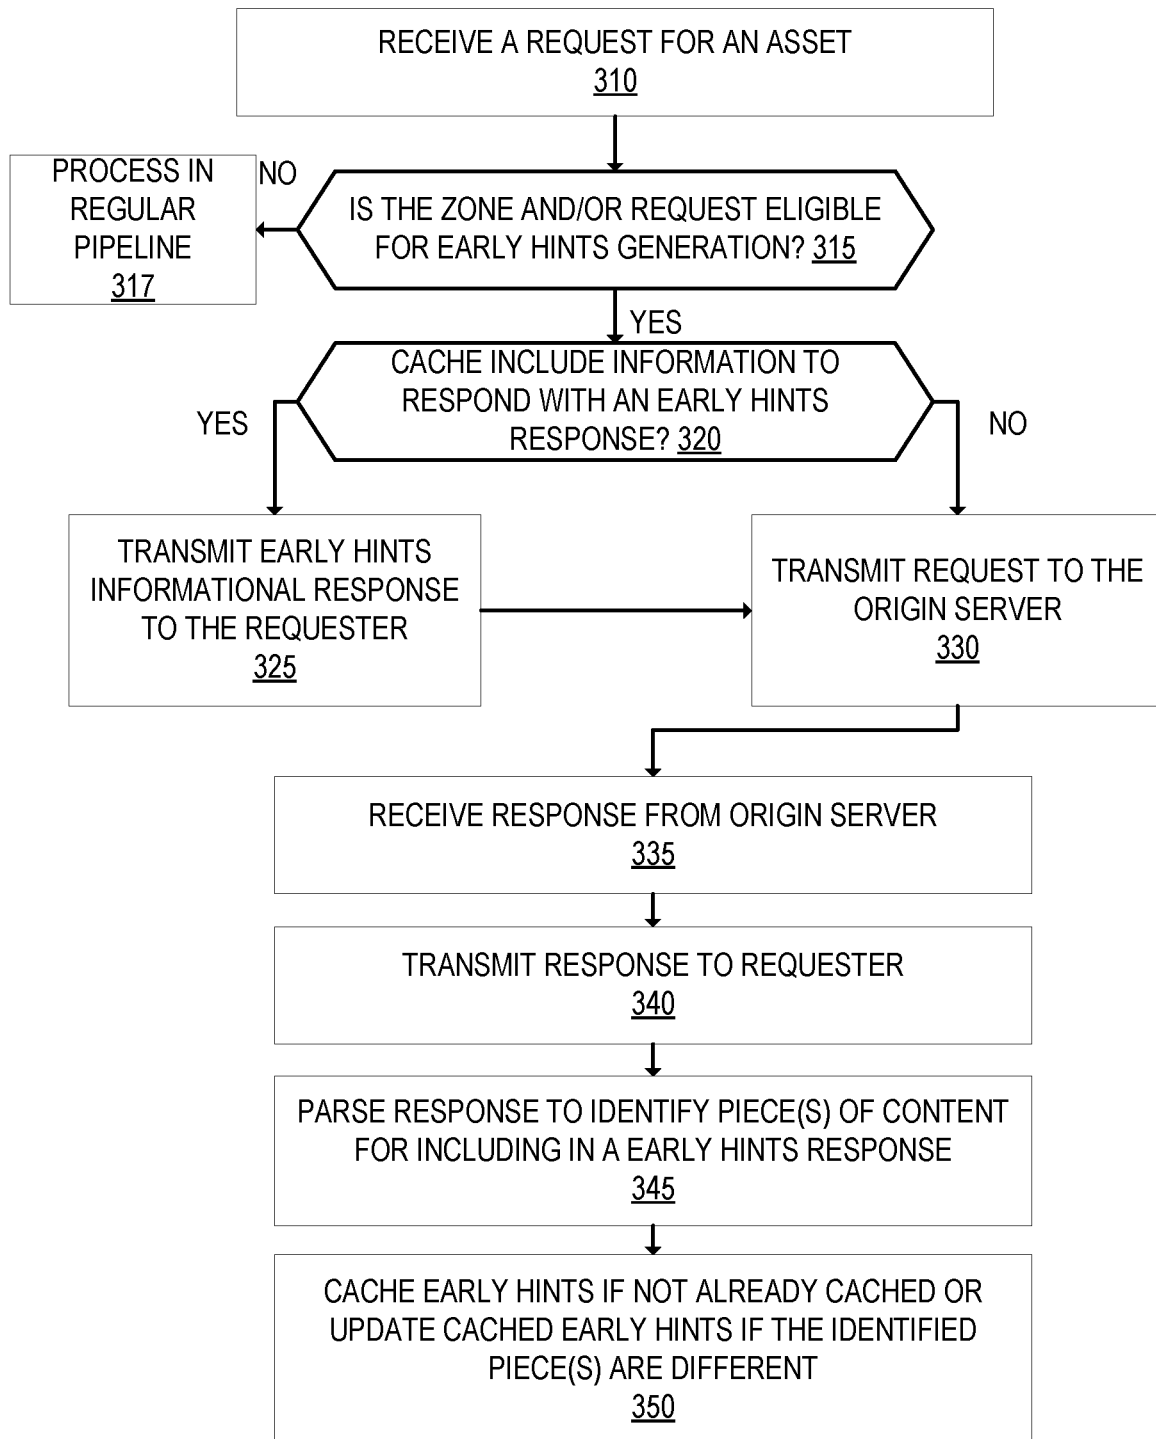 RECEIVE A REQUEST FOR AN ASSET
310
PROCESS IN
REGULAR
PIPELINE
317
NO
IS THE ZONE AND/OR REQUEST ELIGIBLE
FOR EARLY HINTS GENERATION? 315
YES
CACHE INCLUDE INFORMATION TO
RESPOND WITH AN EARLY HINTS
RESPONSE? 320
YES
NO
TRANSMIT EARLY HINTS
INFORMATIONAL RESPONSE
TO THE REQUESTER
325
TRANSMIT REQUEST TO THE
ORIGIN SERVER
330
RECEIVE RESPONSE FROM ORIGIN SERVER
335
TRANSMIT RESPONSE TO REQUESTER
340
PARSE RESPONSE TO IDENTIFY PIECE(S) OF CONTENT
FOR INCLUDING IN A EARLY HINTS RESPONSE
345
CACHE EARLY HINTS IF NOT ALREADY CACHED OR
UPDATE CACHED EARLY HINTS IF THE IDENTIFIED
PIECE(S) ARE DIFFERENT
350